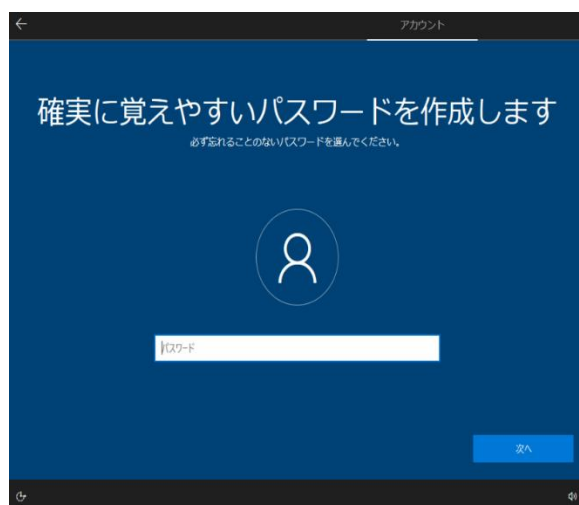 アカウント
確実に覚えやすいパスワードを作成します
必ず忘れることのないパスワードを選んでください。
パスワード
次へ